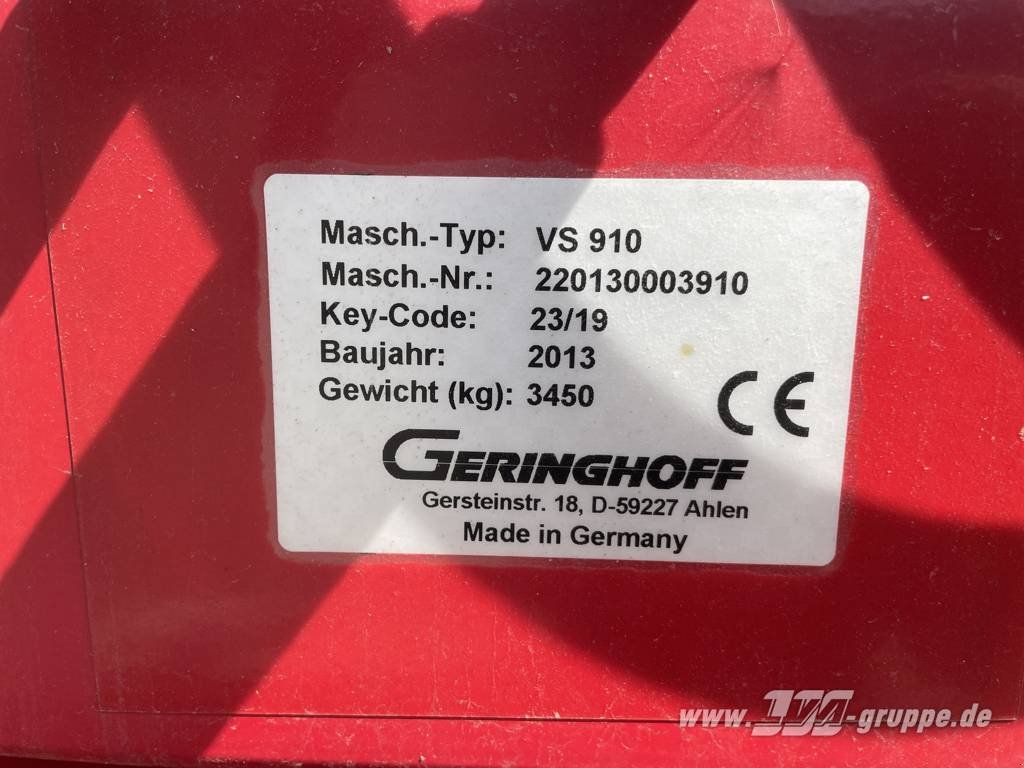 Masch.-Typ: VS 910
Masch.-Nr.: 220130003910
Key-Code: 23/19
Baujahr: 2013
Gewicht (kg): 3450
CE
GERINGHOFF
Gersteinstr. 18, D-59227 Ahlen
Made in Germany
www. -gruppe.de